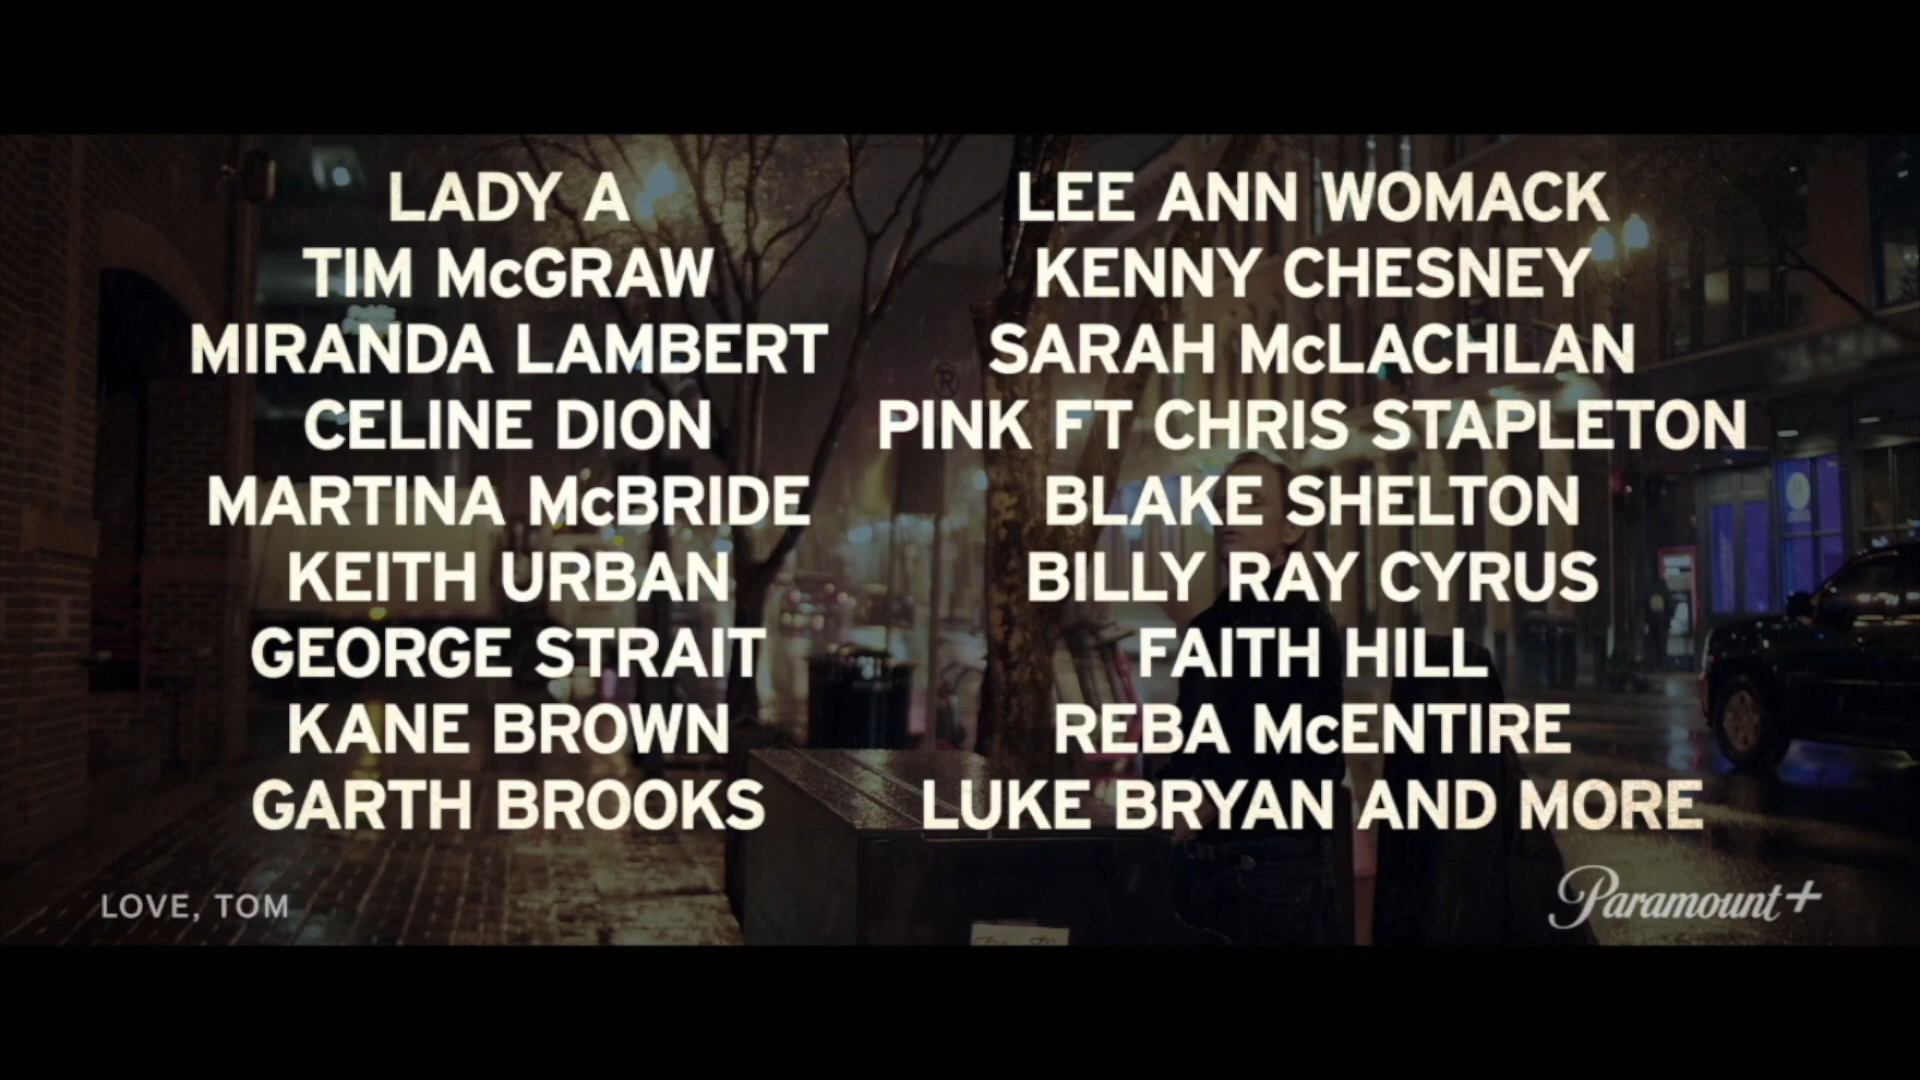 LADY A
TIM McGRAW
MIRANDA LAMBERT
CELINE DION
MARTINA McBRIDE
KEITH URBAN
GEORGE STRAIT
KANE BROWN
GARTH BROOKS
LEE ANN WOMACK
KENNY CHESNEY
SARAH McLACHLAN
PINK FT CHRIS STAPLETON
BLAKE SHELTON
BILLY RAY CYRUS
FAITH HILL
REBA McENTIRE
LUKE BRYAN AND MORE
LOVE, TOM
Paramount+